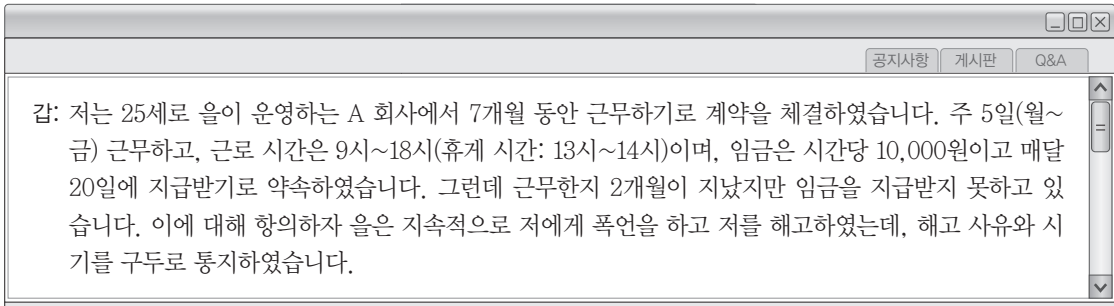 공지사항 게시판 Q&A
갑: 저는 25세로 을이 운영하는 A 회사에서 7개월 동안 근무하기로 계약을 체결하였습니다. 주 5일(월~
금) 근무하고, 근로 시간은 9시~18시(휴게 시간: 13시~14시)이며, 임금은 시간당 10,000원이고 매달
20일에 지급받기로 약속하였습니다. 그런데 근무한지 2개월이 지났지만 임금을 지급받지 못하고 있
습니다. 이에 대해 항의하자 을은 지속적으로 저에게 폭언을 하고 저를 해고하였는데, 해고 사유와 시
기를 구두로 통지하였습니다.